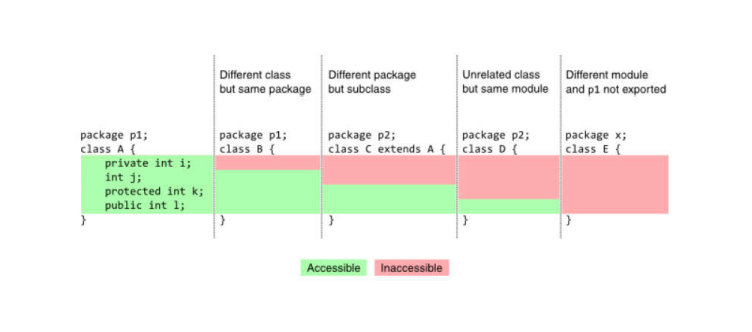 Different class
but same package
Different package
but subclass
Unrelated class
but same module
Different module
and p1 not exported
package p1;
class A {
private int i;
int j;
protected int k;
public int l;
}
package p1;
class B {
}
package p2;
class C extends A {
}
package p2;
class D {
}
package x;
class E {
}
Accessible
Inaccessible